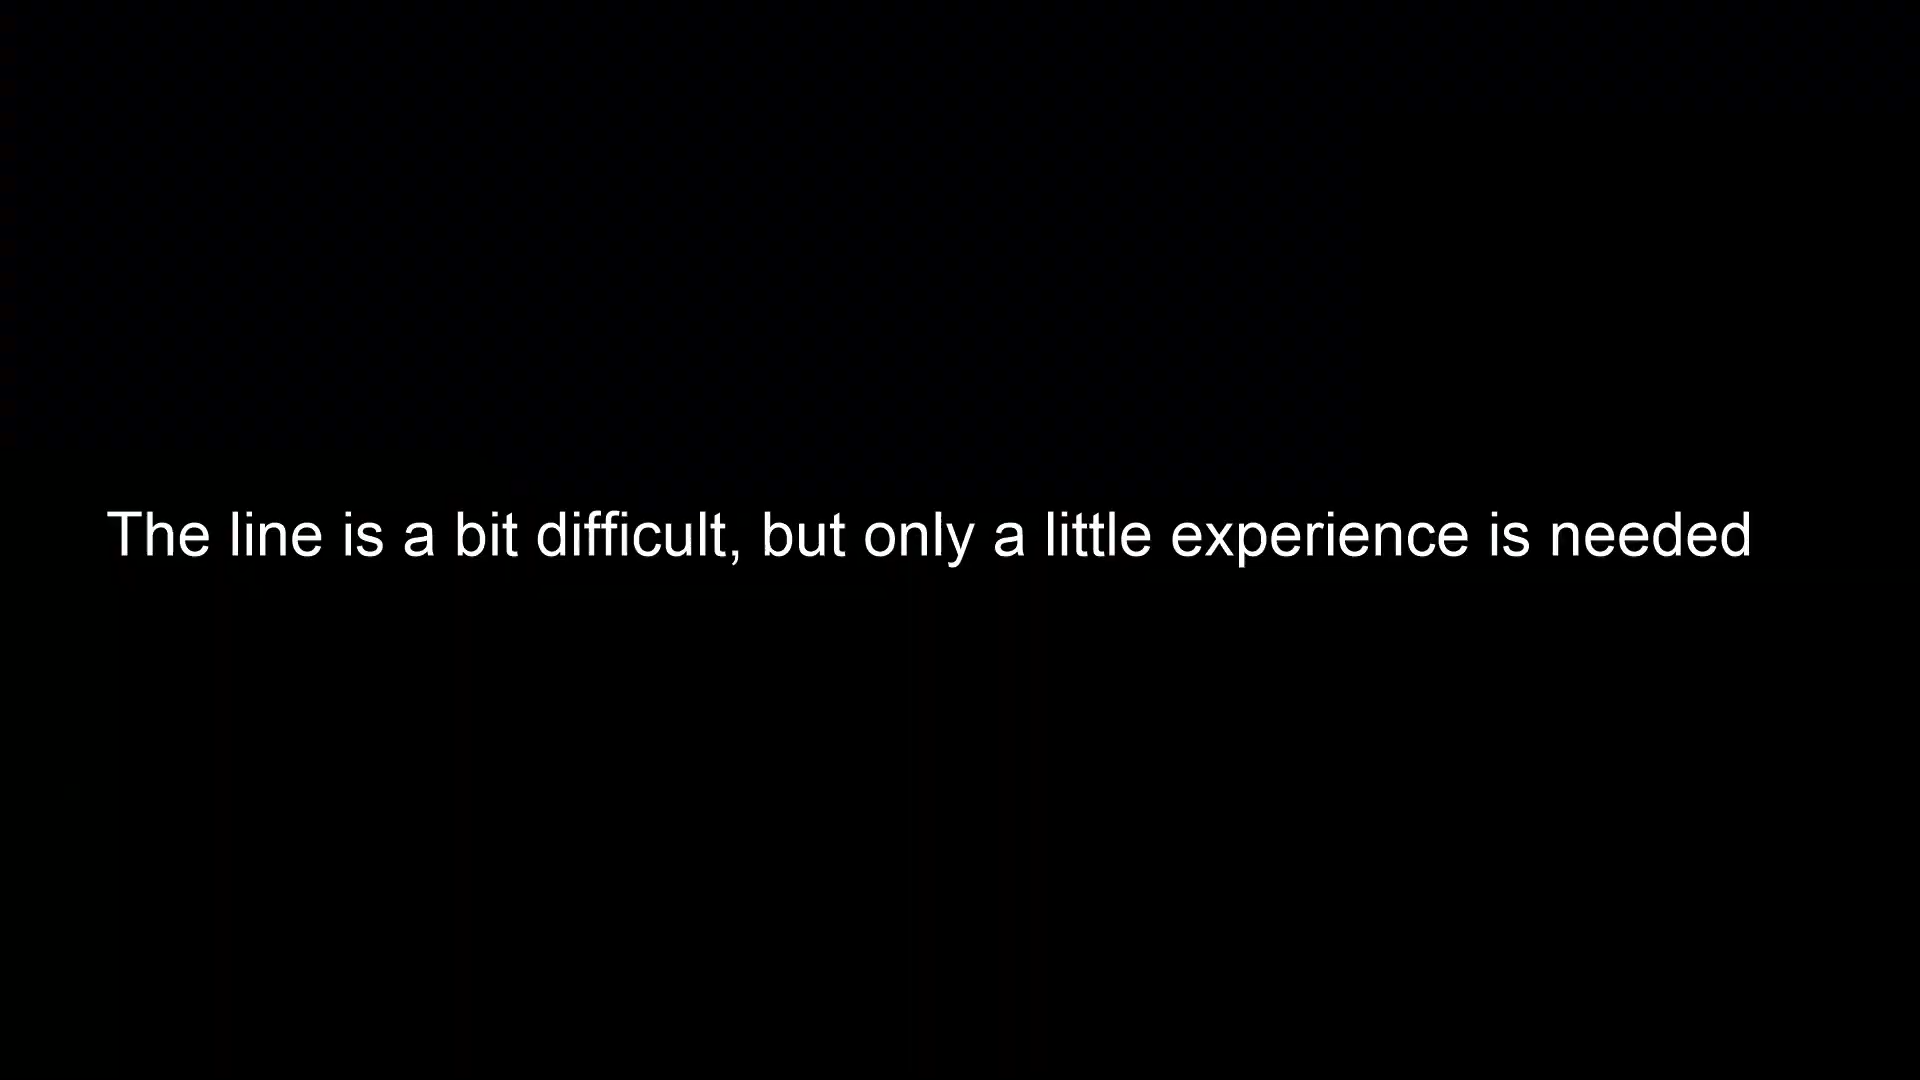 The line is a bit difficult, but only a little experience is needed